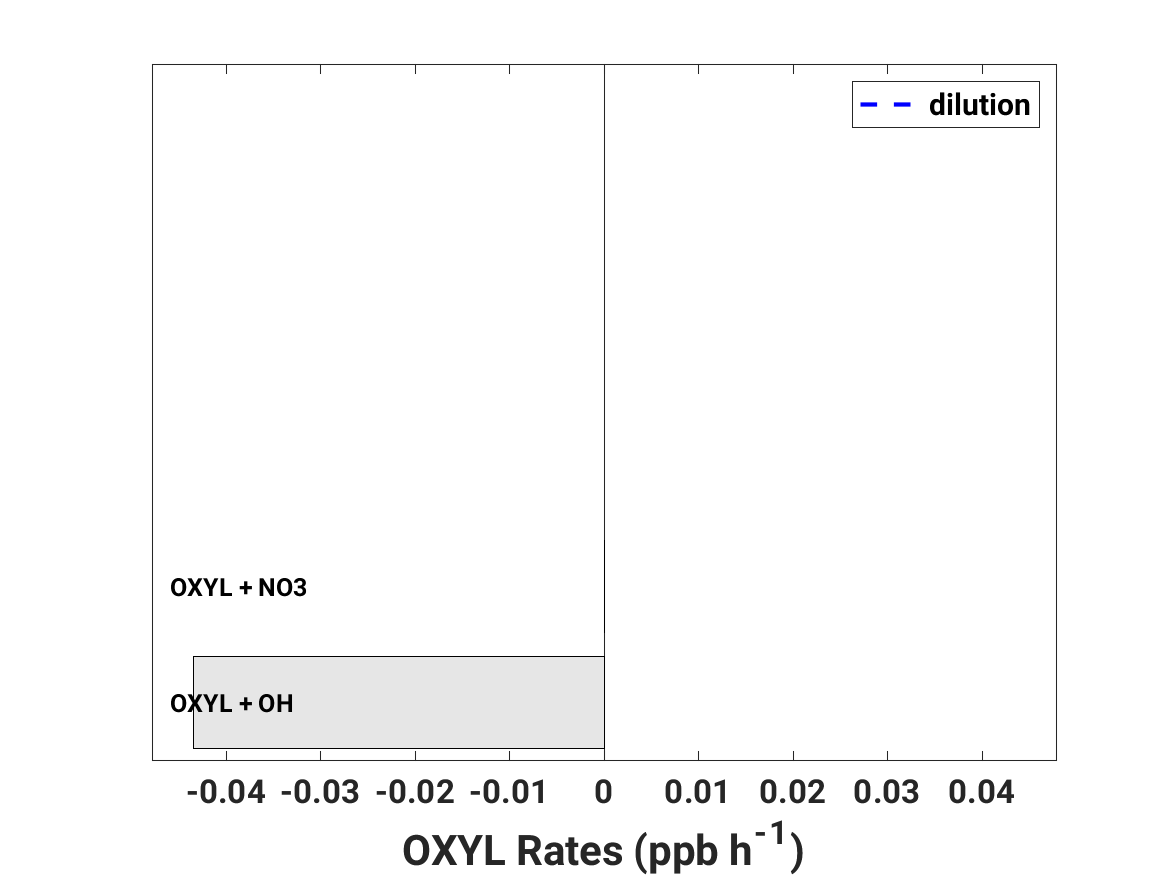 dilution
OXYL + NO3
OXYL + OH
-0.04 -0.03 -0.02 -0.01 0 0.01 0.02 0.03 0.04
OXYL Rates (ppb h⁻¹)